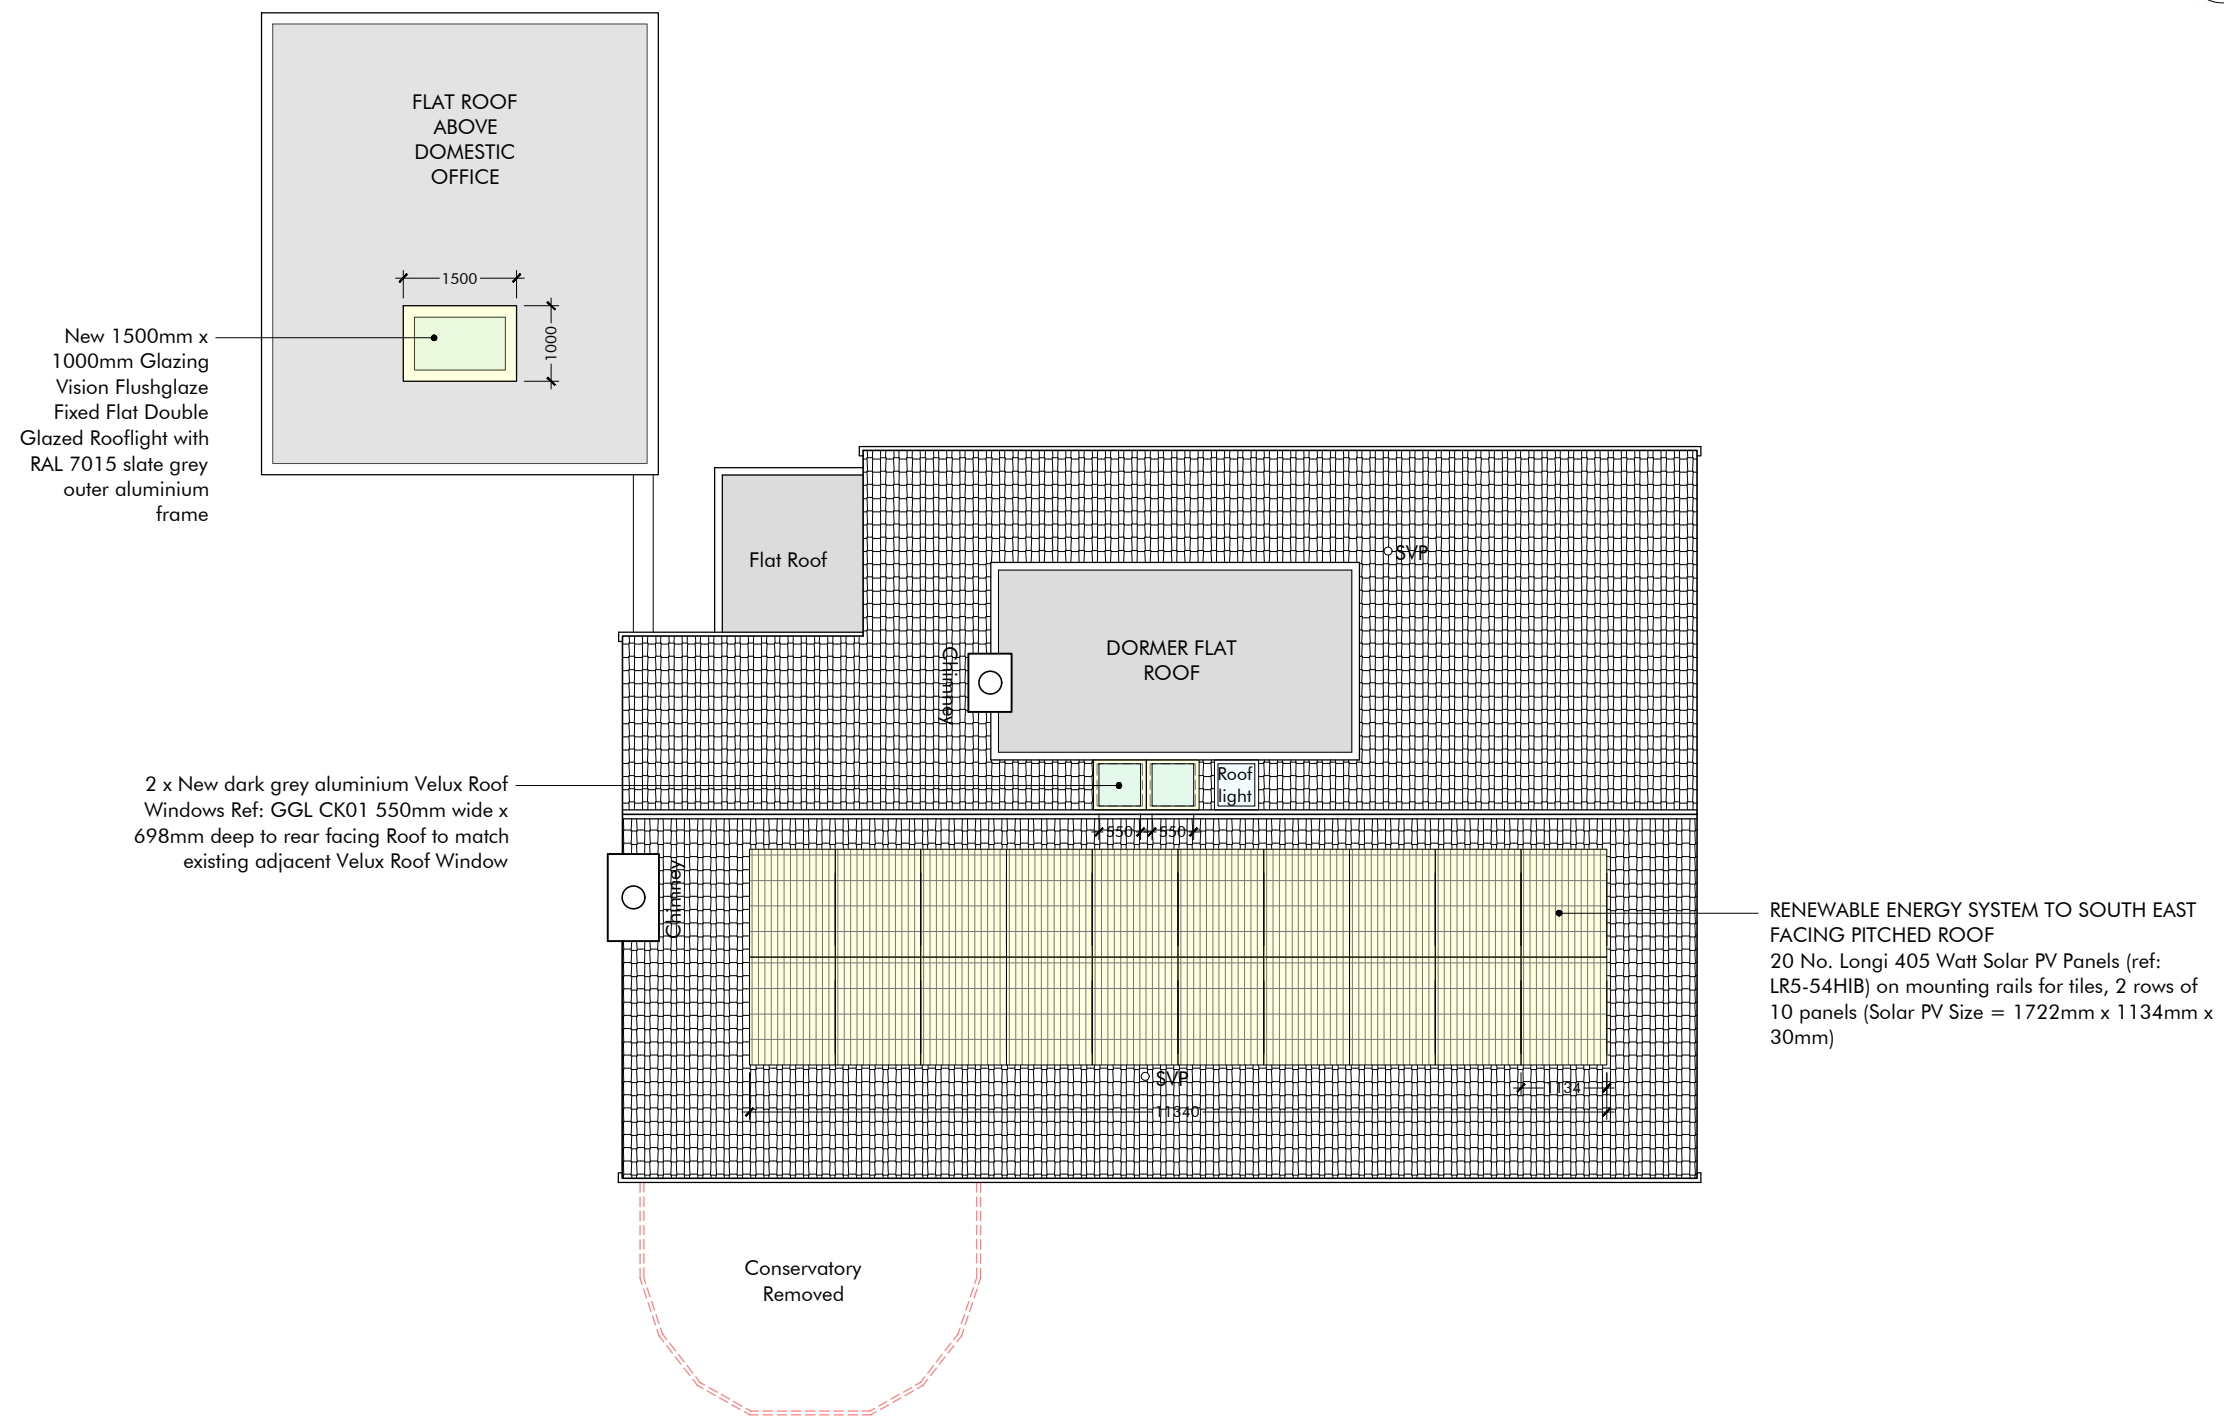 FLAT ROOF
ABOVE
DOMESTIC
OFFICE
1500
1000
New 1500mm x
1000mm Glazing
Vision Flushglaze
Fixed Flat Double
Glazed Rooflight with
RAL 7015 slate grey
outer aluminium
frame
Flat Roof
SVP
DORMER FLAT
ROOF
Chimney
2 x New dark grey aluminium Velux Roof
Windows Ref: GGL CK01 550mm wide x
698mm deep to rear facing Roof to match
existing adjacent Velux Roof Window
Roof
light
550
550
Chimney
RENEWABLE ENERGY SYSTEM TO SOUTH EAST
FACING PITCHED ROOF
20 No. Longi 405 Watt Solar PV Panels (ref:
LR5-54HIB) on mounting rails for tiles, 2 rows of
10 panels (Solar PV Size = 1722mm x 1134mm x
30mm)
SVP
1134
11340
Conservatory
Removed